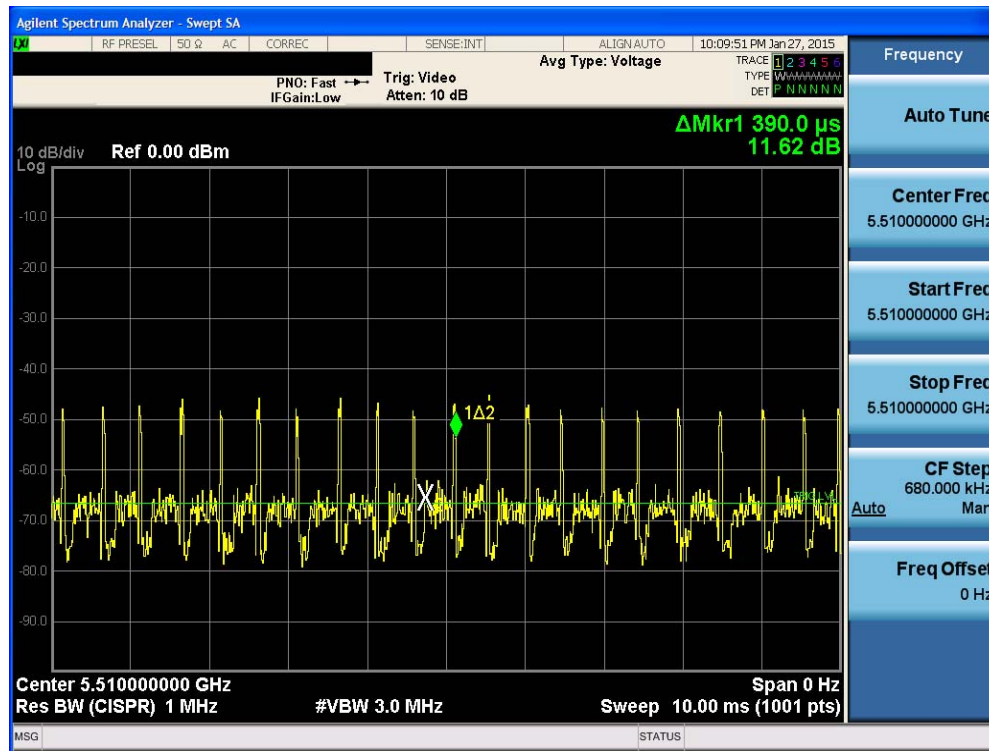 Agilent Spectrum Analyzer - Swept SA
LXI RF PRESEL 50 Ω AC CORREC SENSE:INT ALIGN AUTO 10:09:51 PM Jan 27, 2015
Frequency
Avg Type: Voltage
TRACE 1 2 3 4 5 6
TYPE
DET P N N N N N
PNO: Fast
IFGain:Low
Trig: Video
Atten: 10 dB
ΔMkr1 390.0 µs
11.62 dB
10 dB/div Ref 0.00 dBm
Log
-10.0
-20.0
-30.0
-40.0
-50.0
-60.0
-70.0
-80.0
-90.0
1Δ2
X
Center 5.510000000 GHz Span 0 Hz
Res BW (CISPR) 1 MHz #VBW 3.0 MHz Sweep 10.00 ms (1001 pts)
Auto Tune
Center Freq
5.510000000 GHz
Start Freq
5.510000000 GHz
Stop Freq
5.510000000 GHz
CF Step
680.000 kHz
Auto Man
Freq Offset
0 Hz
MSG STATUS